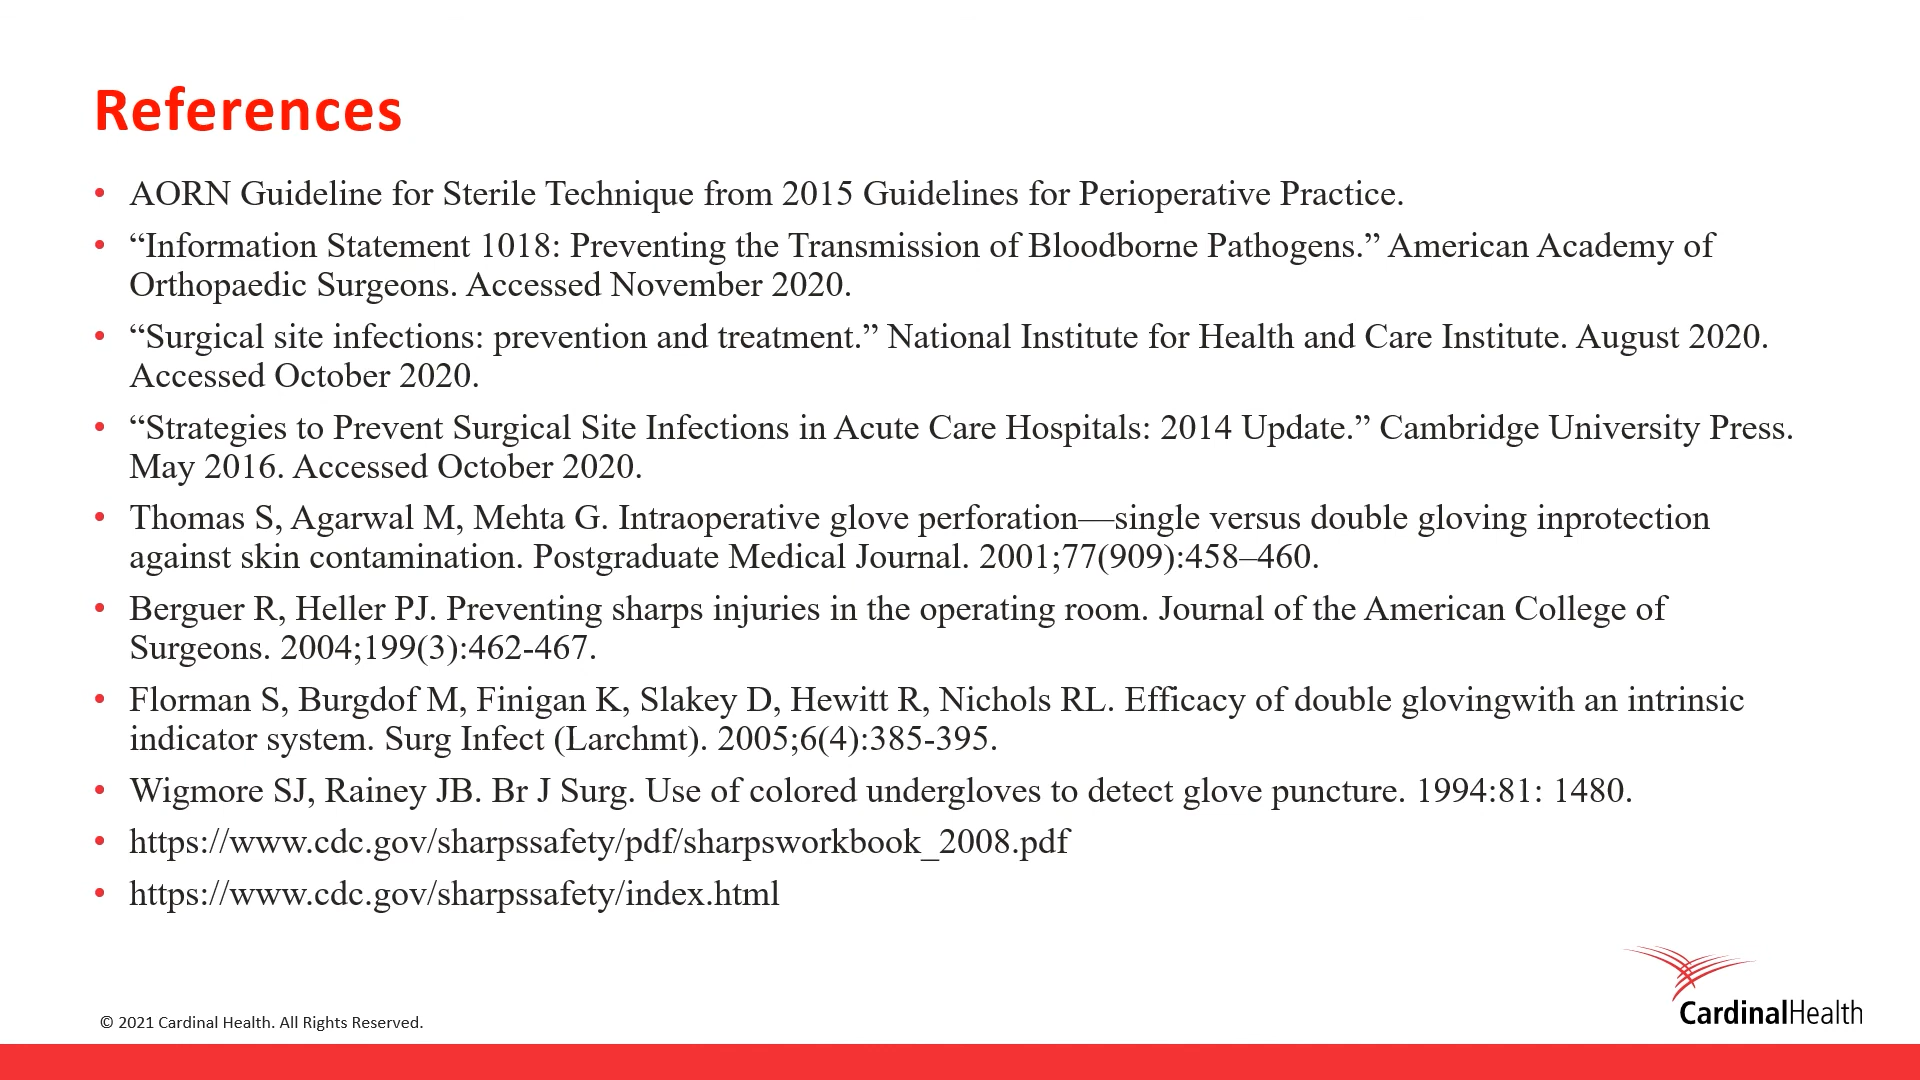 References
• AORN Guideline for Sterile Technique from 2015 Guidelines for Perioperative Practice.
• “Information Statement 1018: Preventing the Transmission of Bloodborne Pathogens.” American Academy of
Orthopaedic Surgeons. Accessed November 2020.
• “Surgical site infections: prevention and treatment.” National Institute for Health and Care Institute. August 2020.
Accessed October 2020.
• “Strategies to Prevent Surgical Site Infections in Acute Care Hospitals: 2014 Update.” Cambridge University Press.
May 2016. Accessed October 2020.
• Thomas S, Agarwal M, Mehta G. Intraoperative glove perforation—single versus double gloving inprotection
against skin contamination. Postgraduate Medical Journal. 2001;77(909):458–460.
• Berguer R, Heller PJ. Preventing sharps injuries in the operating room. Journal of the American College of
Surgeons. 2004;199(3):462-467.
• Florman S, Burgdof M, Finigan K, Slakey D, Hewitt R, Nichols RL. Efficacy of double glovingwith an intrinsic
indicator system. Surg Infect (Larchmt). 2005;6(4):385-395.
• Wigmore SJ, Rainey JB. Br J Surg. Use of colored undergloves to detect glove puncture. 1994:81: 1480.
• https://www.cdc.gov/sharpssafety/pdf/sharpsworkbook_2008.pdf
• https://www.cdc.gov/sharpssafety/index.html
CardinalHealth
© 2021 Cardinal Health. All Rights Reserved.